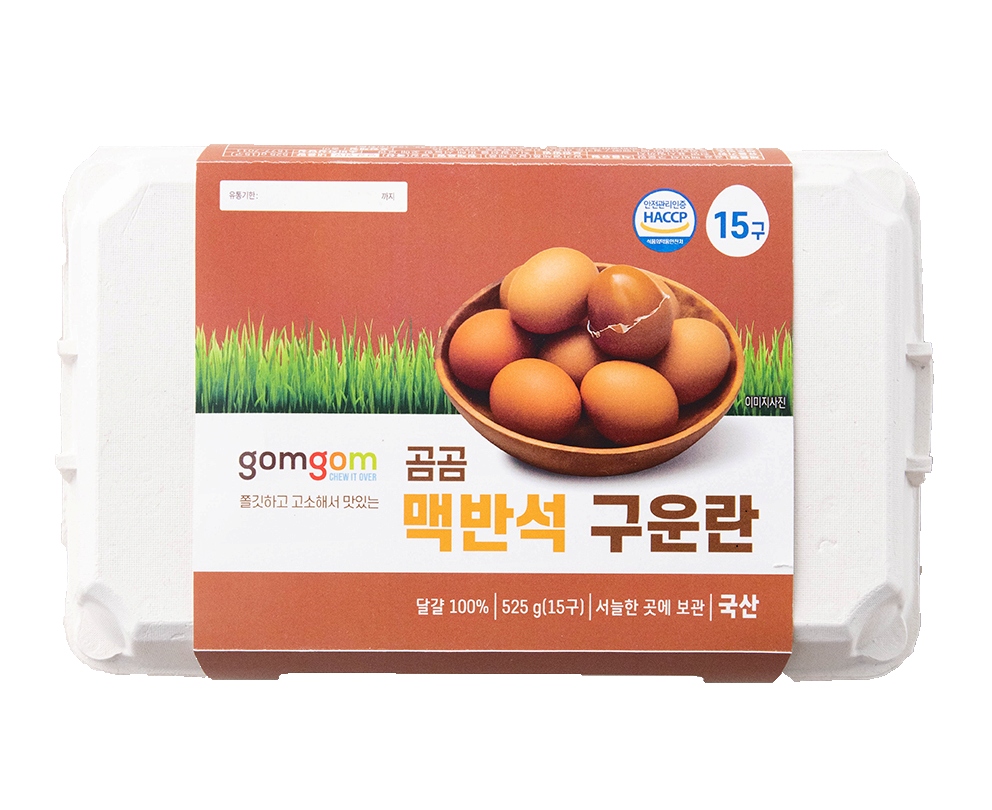 유통기한 : 까지
안전관리인증
HACCP
식품의약품안전처
15구
이미지사진
gomgom
CHEW IT OVER
곰곰
쫄깃하고 고소해서 맛있는
맥반석 구운란
달걀 100% 525 g(15구) 서늘한 곳에 보관 국산